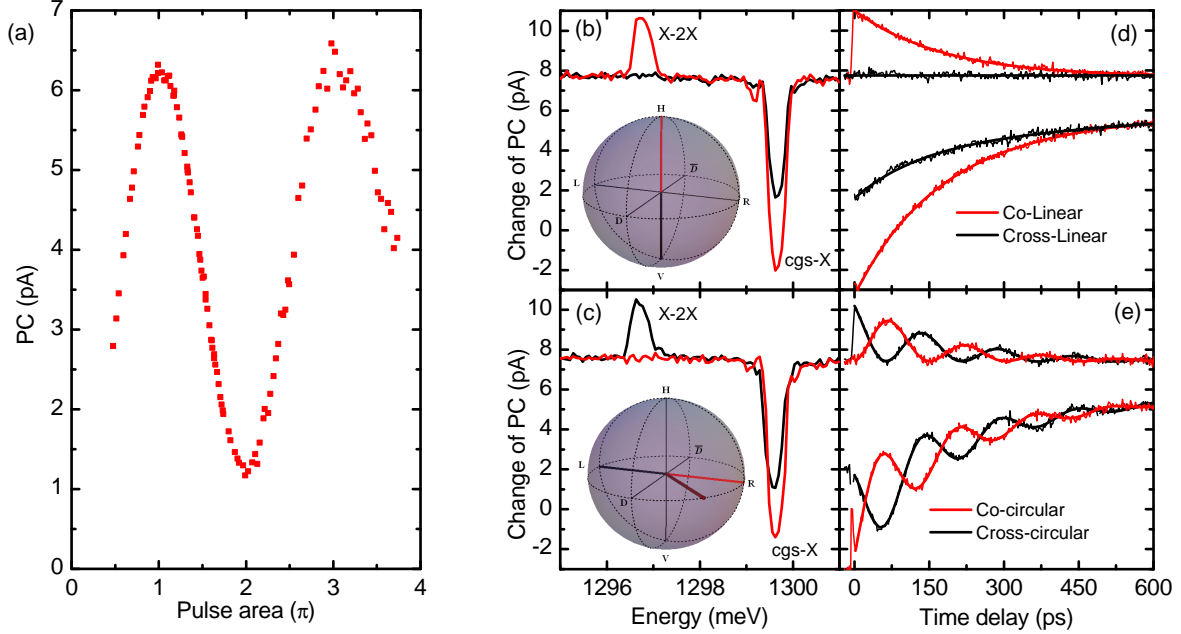 (a)
PC (pA)
7
6
5
4
3
2
1
0
0 1 2 3 4
Pulse area (π)
(b)
X-2X
Change of PC (pA)
10
8
6
4
2
0
-2
H
L
D̅
R
D
V
cgs-X
(d)
Co-Linear
Cross-Linear
(c)
X-2X
Change of PC (pA)
10
8
6
4
2
0
-2
H
L
D̅
R
D
V
cgs-X
1296 1298 1300
Energy (meV)
(e)
Co-circular
Cross-circular
0 150 300 450 600
Time delay (ps)